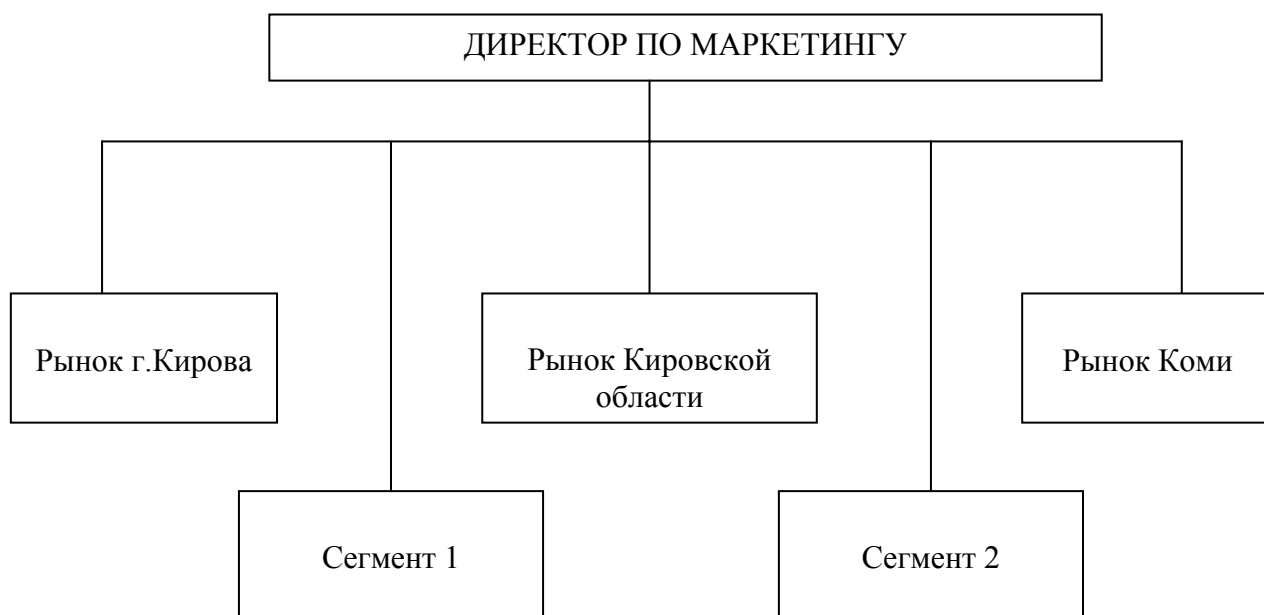 ДИРЕКТОР ПО МАРКЕТИНГУ
Рынок г.Кирова
Рынок Кировской
области
Рынок Коми
Сегмент 1
Сегмент 2